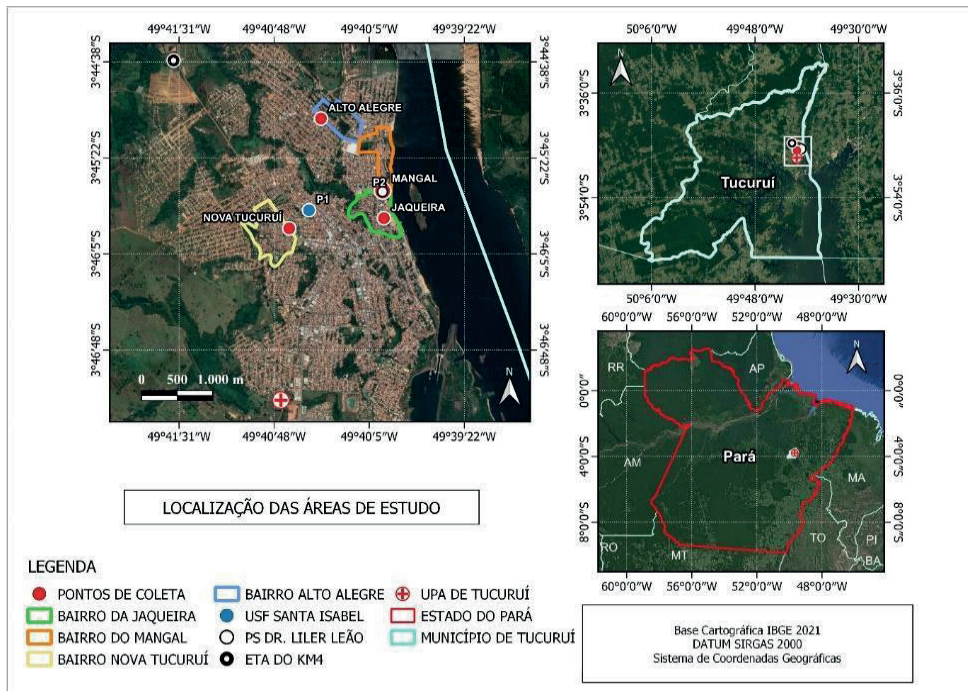 49°41'31"W 49°40'48"W 49°40'5"W 49°39'22"W
3°44'38"S 3°44'38"S
ALTO ALEGRE
3°45'22"S 3°45'22"S
MANGAL
P2
P1
JAQUEIRA
NOVA TUCURUÍ
3°46'5"S 3°46'5"S
3°46'48"S 3°46'48"S
0 500 1.000 m
N
49°41'31"W 49°40'48"W 49°40'5"W 49°39'22"W
50°6'0"W 49°48'0"W 49°30'0"W
N
3°36'0"S 3°36'0"S
Tucuruí
3°54'0"S 3°54'0"S
50°6'0"W 49°48'0"W 49°30'0"W
60°0'0"W 56°0'0"W 52°0'0"W 48°0'0"W
N
RR AP
0°0'0"S 0°0'0"S
Pará
4°0'0"S 4°0'0"S
AM MA
8°0'0"S 8°0'0"S
RO MT TO PI
BA
60°0'0"W 56°0'0"W 52°0'0"W 48°0'0"W
LOCALIZAÇÃO DAS ÁREAS DE ESTUDO
LEGENDA
PONTOS DE COLETA BAIRRO ALTO ALEGRE UPA DE TUCURUÍ
BAIRRO DA JAQUEIRA USF SANTA ISABEL ESTADO DO PARÁ
BAIRRO DO MANGAL PS DR. LILER LEÃO MUNICÍPIO DE TUCURUÍ
BAIRRO NOVA TUCURUÍ ETA DO KM4
Base Cartográfica IBGE 2021
DATUM SIRGAS 2000
Sistema de Coordenadas Geográficas